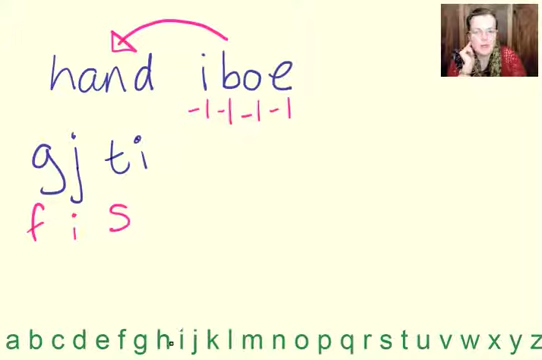 hand iboe
-1 -1 -1 -1
gj ti
f i s
a b c d e f g h i j k l m n o p q r s t u v w x y z